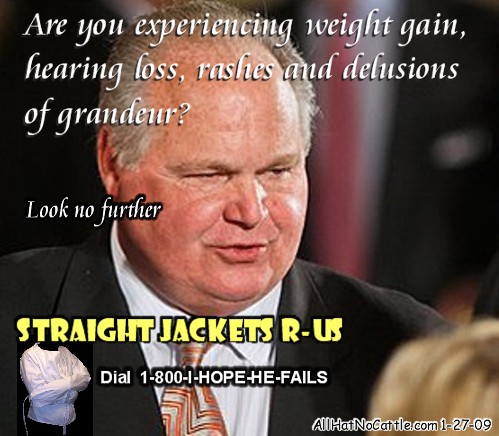 Are you experiencing weight gain,
hearing loss, rashes and delusions
of grandeur?
Look no further
STRAIGHT JACKETS R-US
Dial 1-800-I-HOPE-HE-FAILS
AllHatNoCattle.com 1-27-09